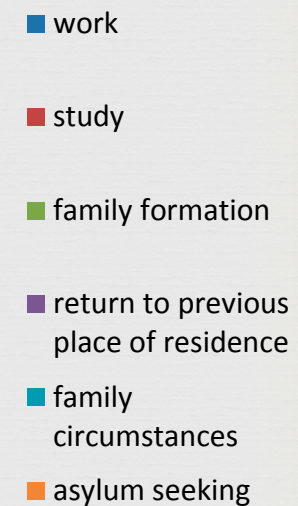 work
study
family formation
return to previous
place of residence
family
circumstances
asylum seeking